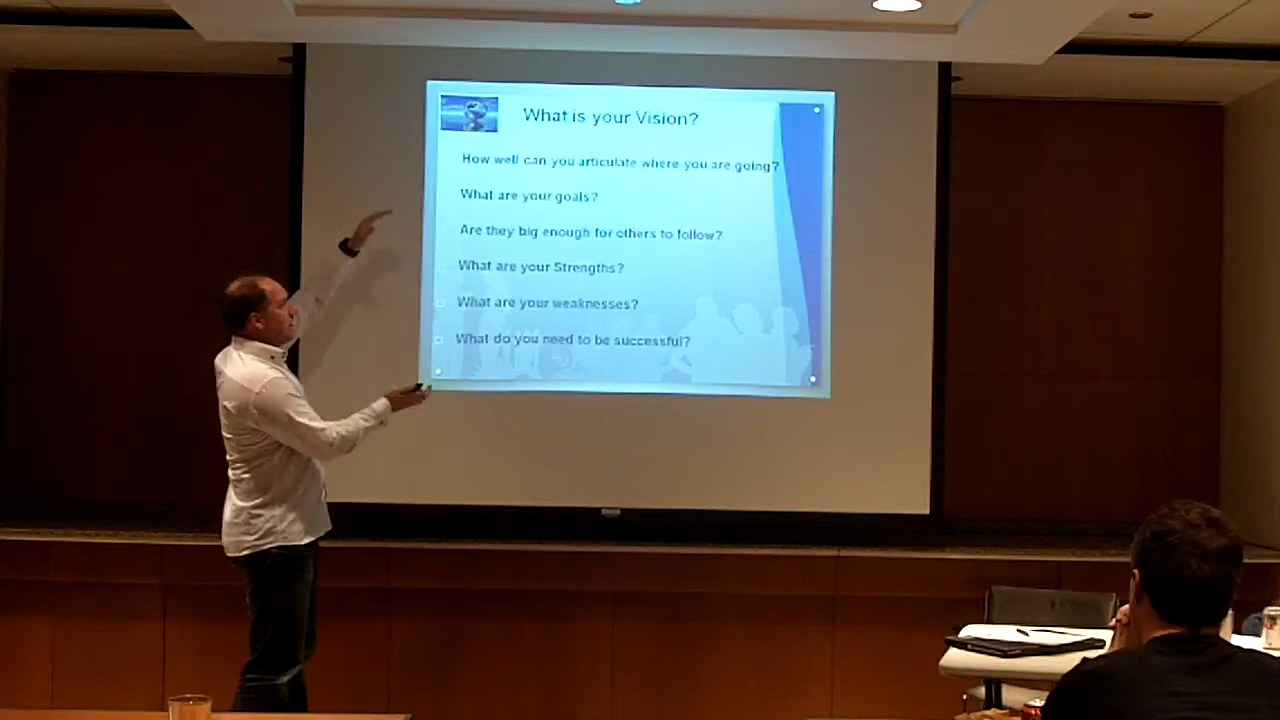 What is your Vision?
How well can you articulate where you are going?
What are your goals?
Are they big enough for others to follow?
What are your Strengths?
What are your weaknesses?
What do you need to be successful?